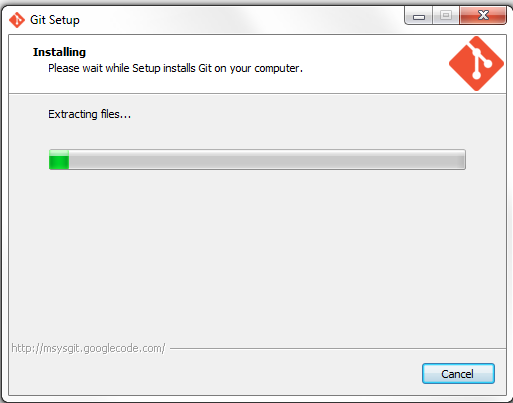 Git Setup
Installing
Please wait while Setup installs Git on your computer.
Extracting files...
http://msysgit.googlecode.com/
Cancel